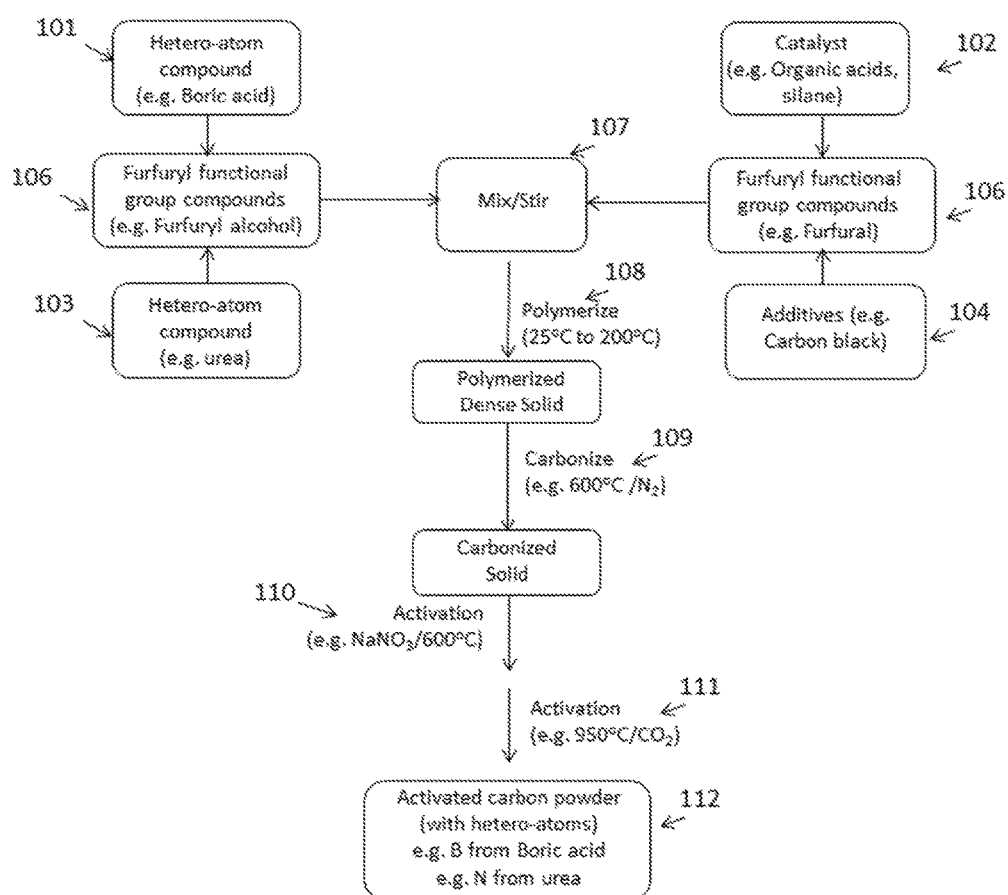 101
Hetero-atom
compound
(e.g. Boric acid)
Catalyst
(e.g. Organic acids,
silane)
102
106
Furfuryl functional
group compounds
(e.g. Furfuryl alcohol)
107
Mix/Stir
Furfuryl functional
group compounds
(e.g. Furfural)
106
103
Hetero-atom
compound
(e.g. urea)
108
Polymerize
(25°C to 200°C)
Additives (e.g.
Carbon black)
104
Polymerized
Dense Solid
109
Carbonize
(e.g. 600°C /N₂)
Carbonized
Solid
110
Activation
(e.g. NaNO₃/600°C)
111
Activation
(e.g. 950°C/CO₂)
Activated carbon powder
(with hetero-atoms)
e.g. B from Boric acid
e.g. N from urea
112